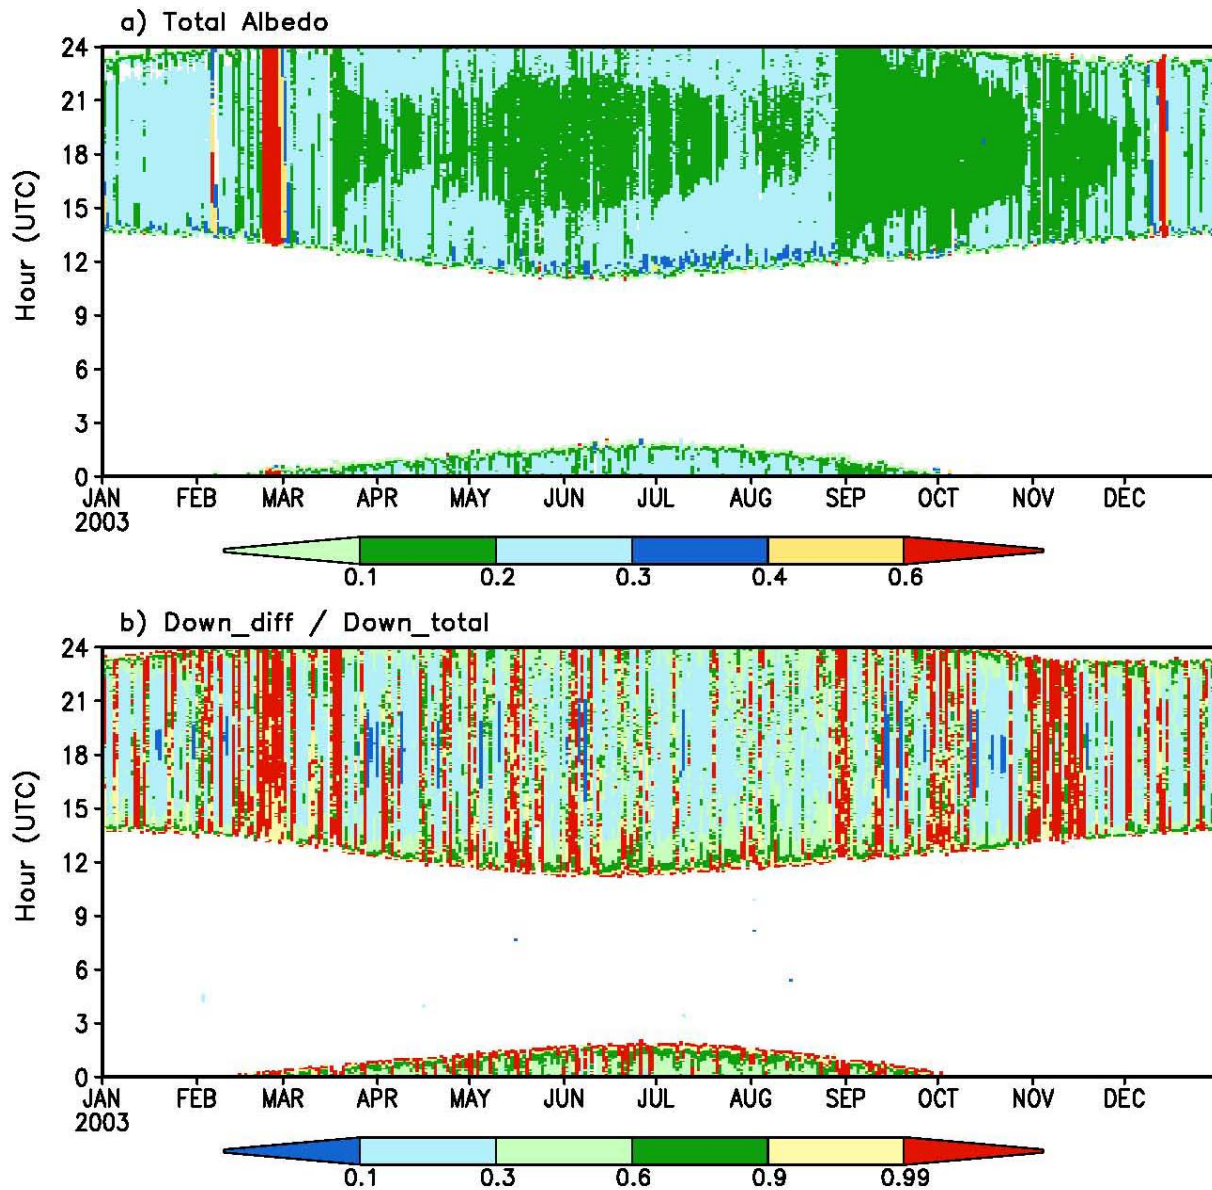 a) Total Albedo
24
21
18
15
12
9
6
3
0
Hour (UTC)
JAN FEB MAR APR MAY JUN JUL AUG SEP OCT NOV DEC
2003
0.1 0.2 0.3 0.4 0.6
b) Down_diff / Down_total
24
21
18
15
12
9
6
3
0
Hour (UTC)
JAN FEB MAR APR MAY JUN JUL AUG SEP OCT NOV DEC
2003
0.1 0.3 0.6 0.9 0.99